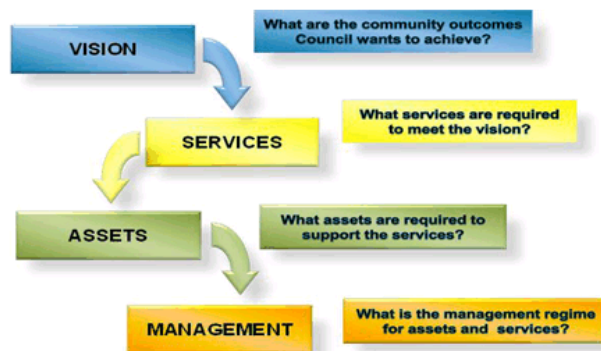 VISION
What are the community outcomes
Council wants to achieve?
SERVICES
What services are required
to meet the vision?
ASSETS
What assets are required to
support the services?
MANAGEMENT
What is the management regime
for assets and services?